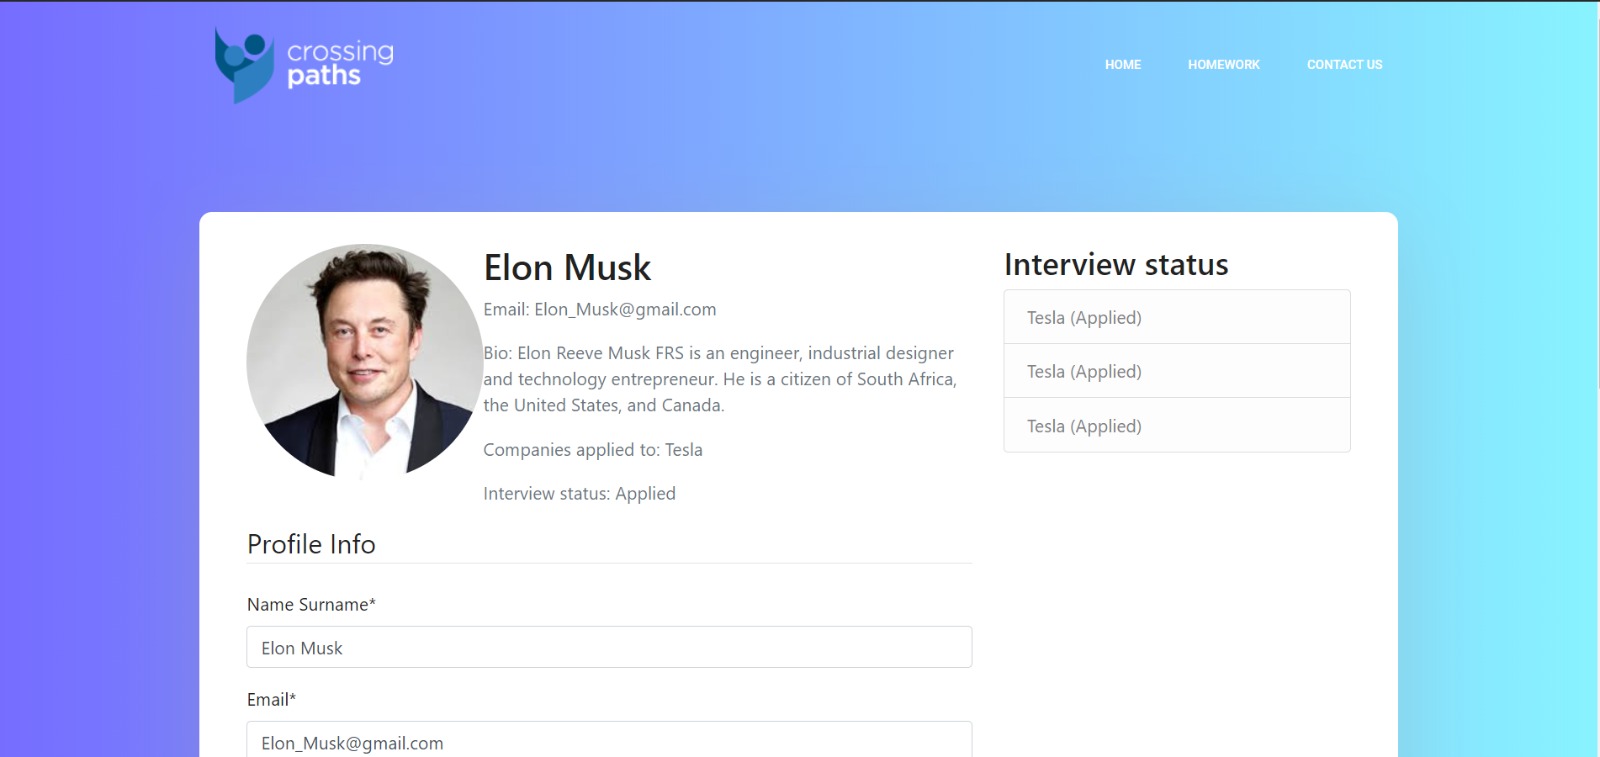 crossing
paths
HOME
HOMEWORK
CONTACT US
Elon Musk
Email: Elon_Musk@gmail.com
Bio: Elon Reeve Musk FRS is an engineer, industrial designer
and technology entrepreneur. He is a citizen of South Africa,
the United States, and Canada.
Companies applied to: Tesla
Interview status: Applied
Interview status
Tesla (Applied)
Tesla (Applied)
Tesla (Applied)
Profile Info
Name Surname*
Elon Musk
Email*
Elon_Musk@gmail.com